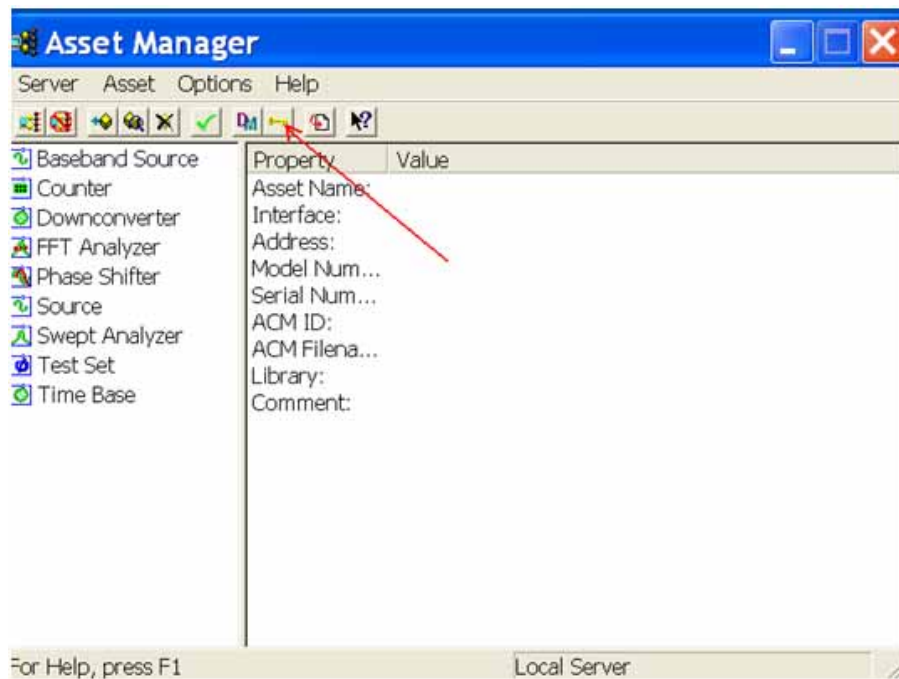 Asset Manager
Server Asset Options Help
Baseband Source
Counter
Downconverter
FFT Analyzer
Phase Shifter
Source
Swept Analyzer
Test Set
Time Base
Property Value
Asset Name:
Interface:
Address:
Model Num...
Serial Num...
ACM ID:
ACM Filena...
Library:
Comment:
For Help, press F1
Local Server